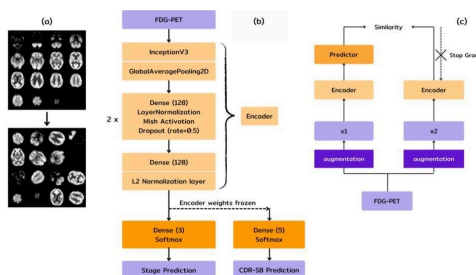 (a)
(b)
FDG-PET
InceptionV3
GlobalAveragePooling2D
2 x
Dense (128)
LayerNormalization
Mish Activation
Dropout (rate=0.5)
Dense (128)
L2 Normalization layer
Encoder
Encoder weights frozen
Dense (3)
Softmax
Dense (5)
Softmax
Stage Prediction
CDR-SB Prediction
(c)
Similarity
Predictor
Stop Grad
Encoder
Encoder
x1
x2
augmentation
augmentation
FDG-PET